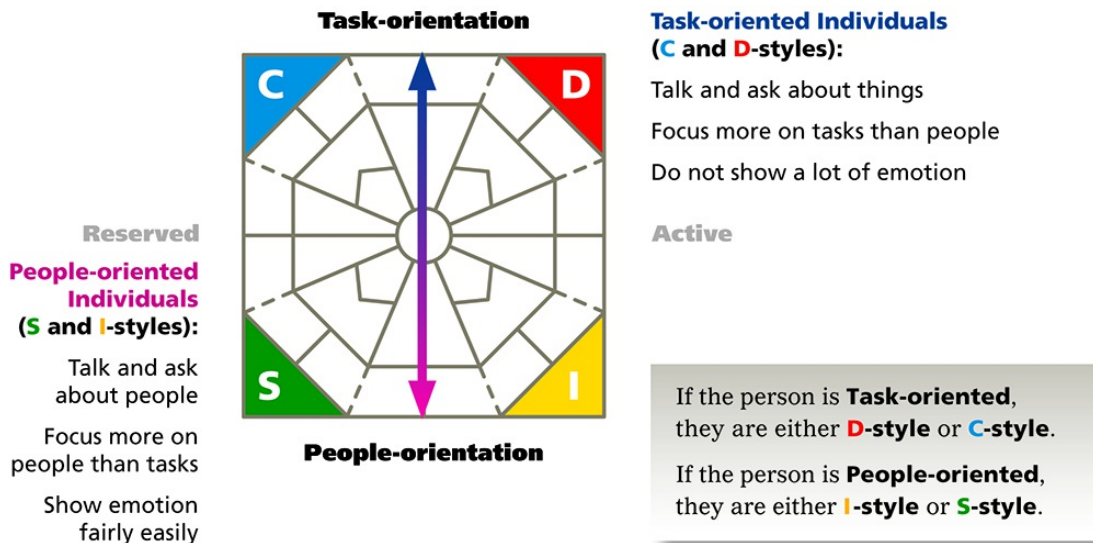 Task-orientation
C
D
S
I
People-orientation
Task-oriented Individuals
(C and D-styles):
Talk and ask about things
Focus more on tasks than people
Do not show a lot of emotion
Reserved
Active
People-oriented
Individuals
(S and I-styles):
Talk and ask
about people
Focus more on
people than tasks
Show emotion
fairly easily
If the person is Task-oriented,
they are either D-style or C-style.
If the person is People-oriented,
they are either I-style or S-style.